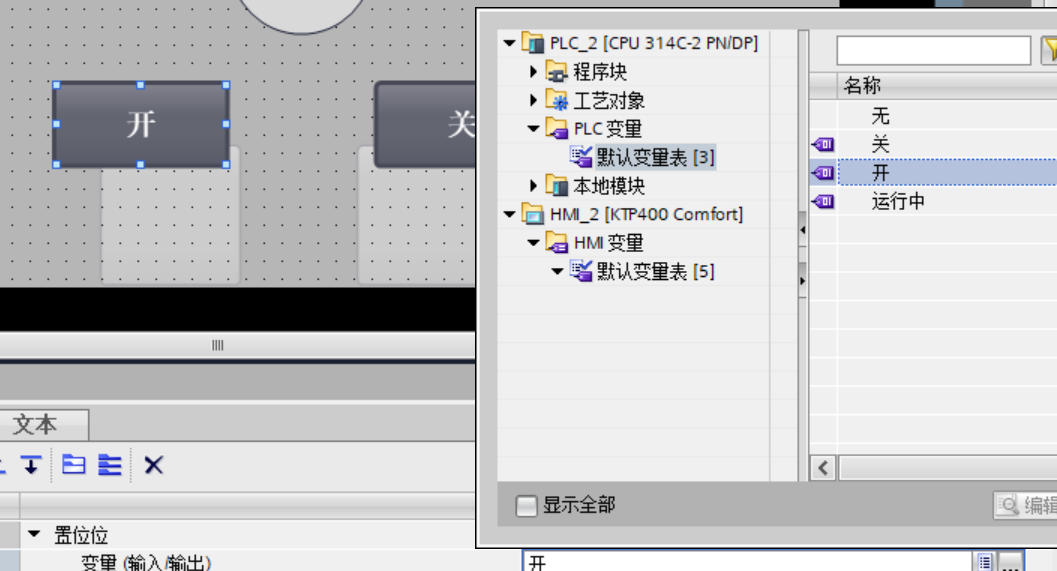 开
关
PLC_2 [CPU 314C-2 PN/DP]
程序块
工艺对象
PLC 变量
默认变量表 [3]
本地模块
HMI_2 [KTP400 Comfort]
HMI 变量
默认变量表 [5]
名称
无
关
开
运行中
显示全部
编辑
文本
置位位
变量 (输入/输出)
开